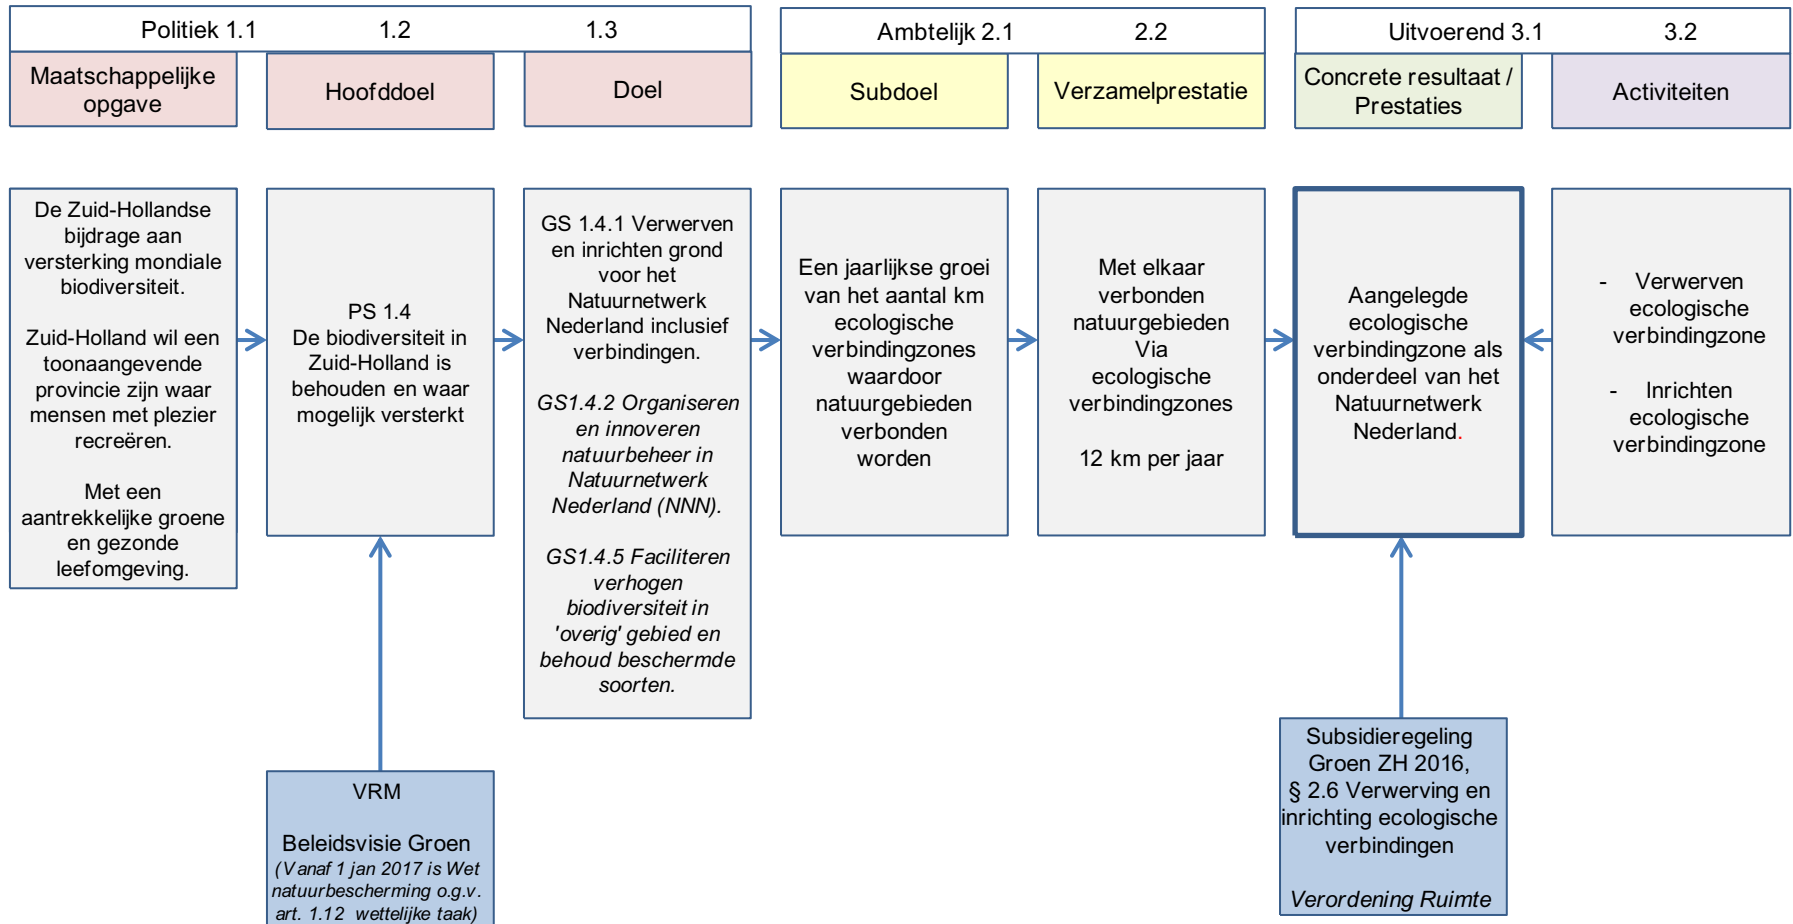 Politiek 1.1 1.2 1.3
Ambtelijk 2.1 2.2
Uitvoerend 3.1 3.2
Maatschappelijke
opgave
Hoofddoel
Doel
Subdoel
Verzamelprestatie
Concrete resultaat /
Prestaties
Activiteiten
De Zuid-Hollandse
bijdrage aan
versterking mondiale
biodiversiteit.
Zuid-Holland wil een
toonaangevende
provincie zijn waar
mensen met plezier
recreëren.
Met een
aantrekkelijke groene
en gezonde
leefomgeving.
PS 1.4
De biodiversiteit in
Zuid-Holland is
behouden en waar
mogelijk versterkt
GS 1.4.1 Verwerven
en inrichten grond
voor het
Natuurnetwerk
Nederland inclusief
verbindingen.
GS1.4.2 Organiseren
en innoveren
natuurbeheer in
Natuurnetwerk
Nederland (NNN).
GS1.4.5 Faciliteren
verhogen
biodiversiteit in
'overig' gebied en
behoud beschermde
soorten.
Een jaarlijkse groei
van het aantal km
ecologische
verbindingzones
waardoor
natuurgebieden
verbonden
worden
Met elkaar
verbonden
natuurgebieden
Via
ecologische
verbindingzones
12 km per jaar
Aangelegde
ecologische
verbindingzone als
onderdeel van het
Natuurnetwerk
Nederland.
- Verwerven
ecologische
verbindingzone
- Inrichten
ecologische
verbindingzone
VRM
Beleidsvisie Groen
(Vanaf 1 jan 2017 is Wet
natuurbescherming o.g.v.
art. 1.12 wettelijke taak)
Subsidieregeling
Groen ZH 2016,
§ 2.6 Verwerving en
inrichting ecologische
verbindingen
Verordening Ruimte